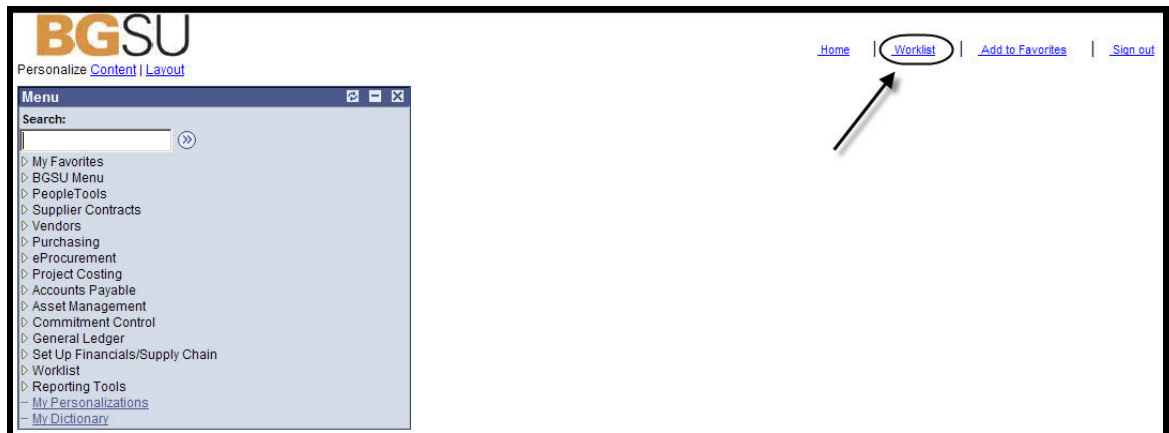 BGSU
Home | Worklist | Add to Favorites | Sign out
Personalize Content | Layout
Menu
Search:
My Favorites
BGSU Menu
PeopleTools
Supplier Contracts
Vendors
Purchasing
eProcurement
Project Costing
Accounts Payable
Asset Management
Commitment Control
General Ledger
Set Up Financials/Supply Chain
Worklist
Reporting Tools
My Personalizations
My Dictionary